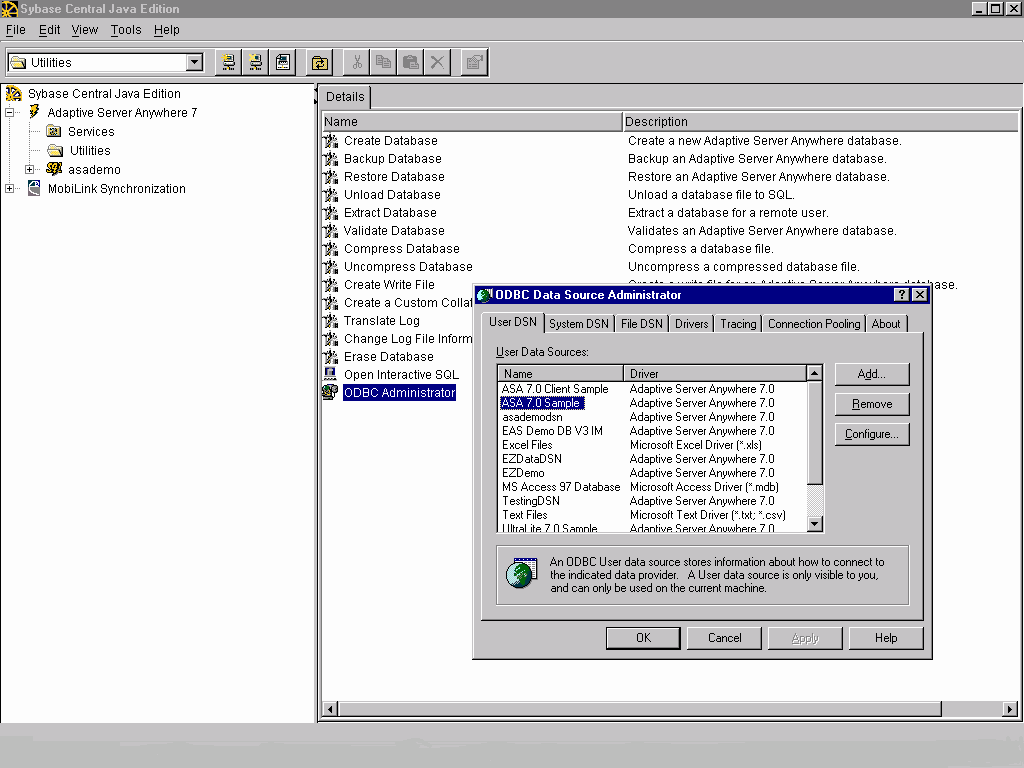 Sybase Central Java Edition
File Edit View Tools Help
Utilities
Sybase Central Java Edition
Adaptive Server Anywhere 7
Services
Utilities
asademo
MobiLink Synchronization
Details
Name Description
Create Database Create a new Adaptive Server Anywhere database.
Backup Database Backup an Adaptive Server Anywhere database.
Restore Database Restore an Adaptive Server Anywhere database.
Unload Database Unload a database file to SQL.
Extract Database Extract a database for a remote user.
Validate Database Validates an Adaptive Server Anywhere database.
Compress Database Compress a database file.
Uncompress Database Uncompress a compressed database file.
Create Write File Create a write file for an Adaptive Server Anywhere database.
Create a Custom Collat
Translate Log
Change Log File Inform
Erase Database
Open Interactive SQL
ODBC Administrator
ODBC Data Source Administrator
User DSN System DSN File DSN Drivers Tracing Connection Pooling About
User Data Sources:
Name Driver
ASA 7.0 Client Sample Adaptive Server Anywhere 7.0
ASA 7.0 Sample Adaptive Server Anywhere 7.0
asademodsn Adaptive Server Anywhere 7.0
EAS Demo DB V3 IM Adaptive Server Anywhere 7.0
Excel Files Microsoft Excel Driver (*.xls)
EZDataDSN Adaptive Server Anywhere 7.0
EZDemo Adaptive Server Anywhere 7.0
MS Access 97 Database Microsoft Access Driver (*.mdb)
TestingDSN Adaptive Server Anywhere 7.0
Text Files Microsoft Text Driver (*.txt; *.csv)
UltraLite 7.0 Sample Adaptive Server Anywhere 7.0
Add...
Remove
Configure...
An ODBC User data source stores information about how to connect to
the indicated data provider. A User data source is only visible to you,
and can only be used on the current machine.
OK Cancel Apply Help